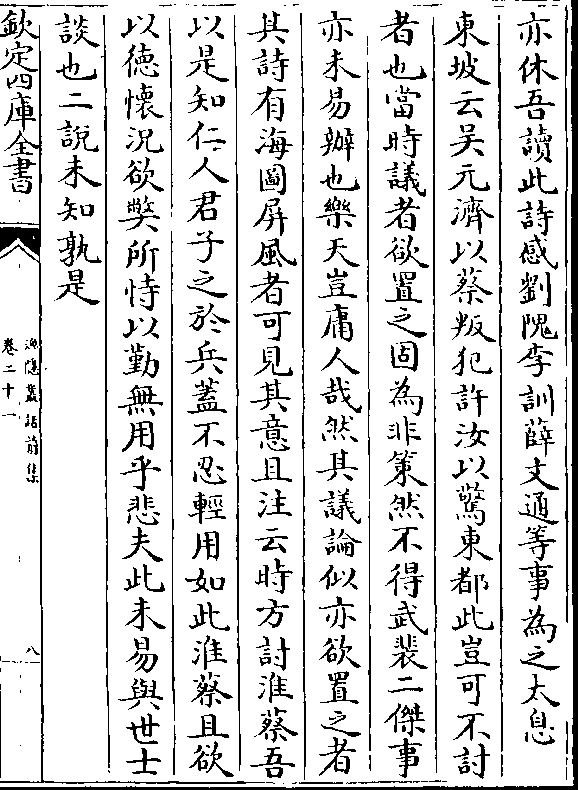 亦休吾讀此詩感劉隗李訓薛文通等事為之太息
東坡云吴元濟以蔡叛犯許汝以驚東都此豈可不討
者也當時議者欲置之固為非策然不得武裴二傑事
亦未易辦也樂天豈庸人哉然其議論似亦欲置之者
其詩有海圖屏風者可見其意且注云時方討淮蔡吾
以是知仁人君子之於兵蓋不忍輕用如此淮蔡且欲
以徳懷況欲弊所恃以勤無用乎悲夫此未易與世士
談也二說未知孰是
欽定四庫全書
漁隱叢話前集
卷二十一
八